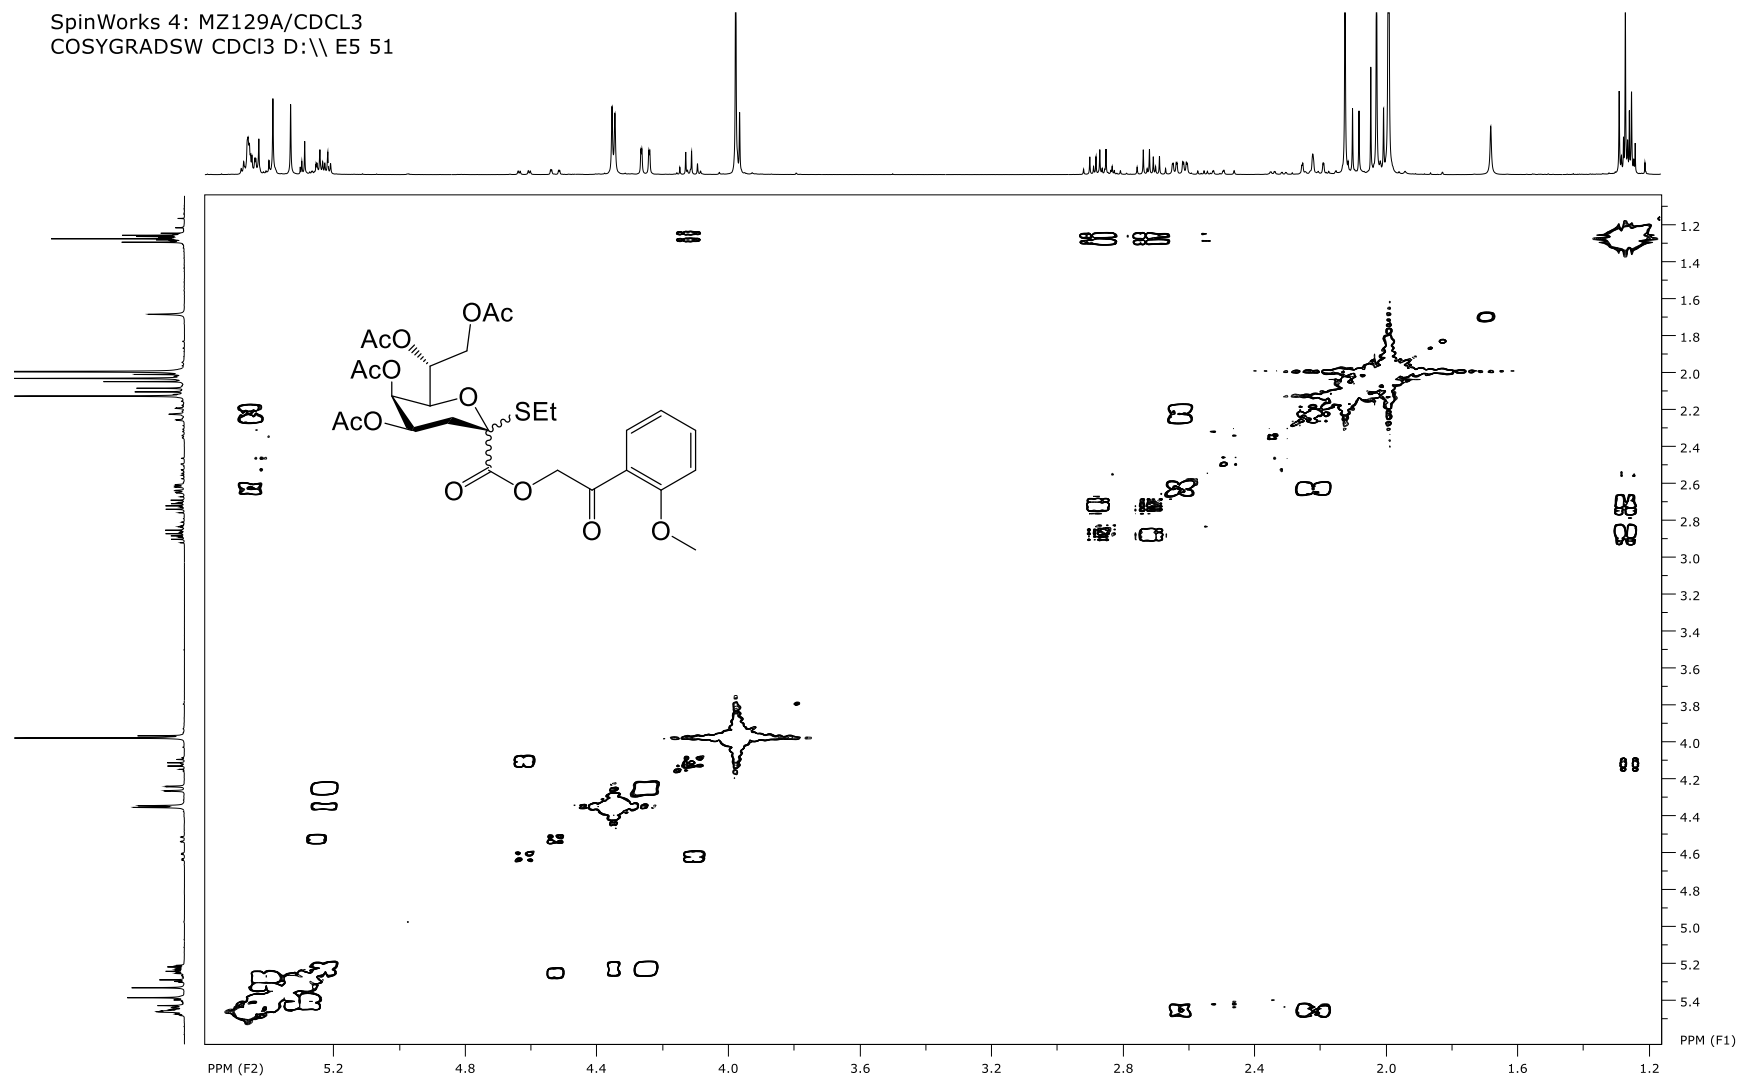 SpinWorks 4: MZ129A/CDCL3
COSYGRADSW CDCl3 D:\\ E5 51
OAc
AcO
AcO
O
SEt
AcO
O
O
O
O
1.2
1.4
1.6
1.8
2.0
2.2
2.4
2.6
2.8
3.0
3.2
3.4
3.6
3.8
4.0
4.2
4.4
4.6
4.8
5.0
5.2
5.4
PPM (F1)
PPM (F2) 5.2 4.8 4.4 4.0 3.6 3.2 2.8 2.4 2.0 1.6 1.2